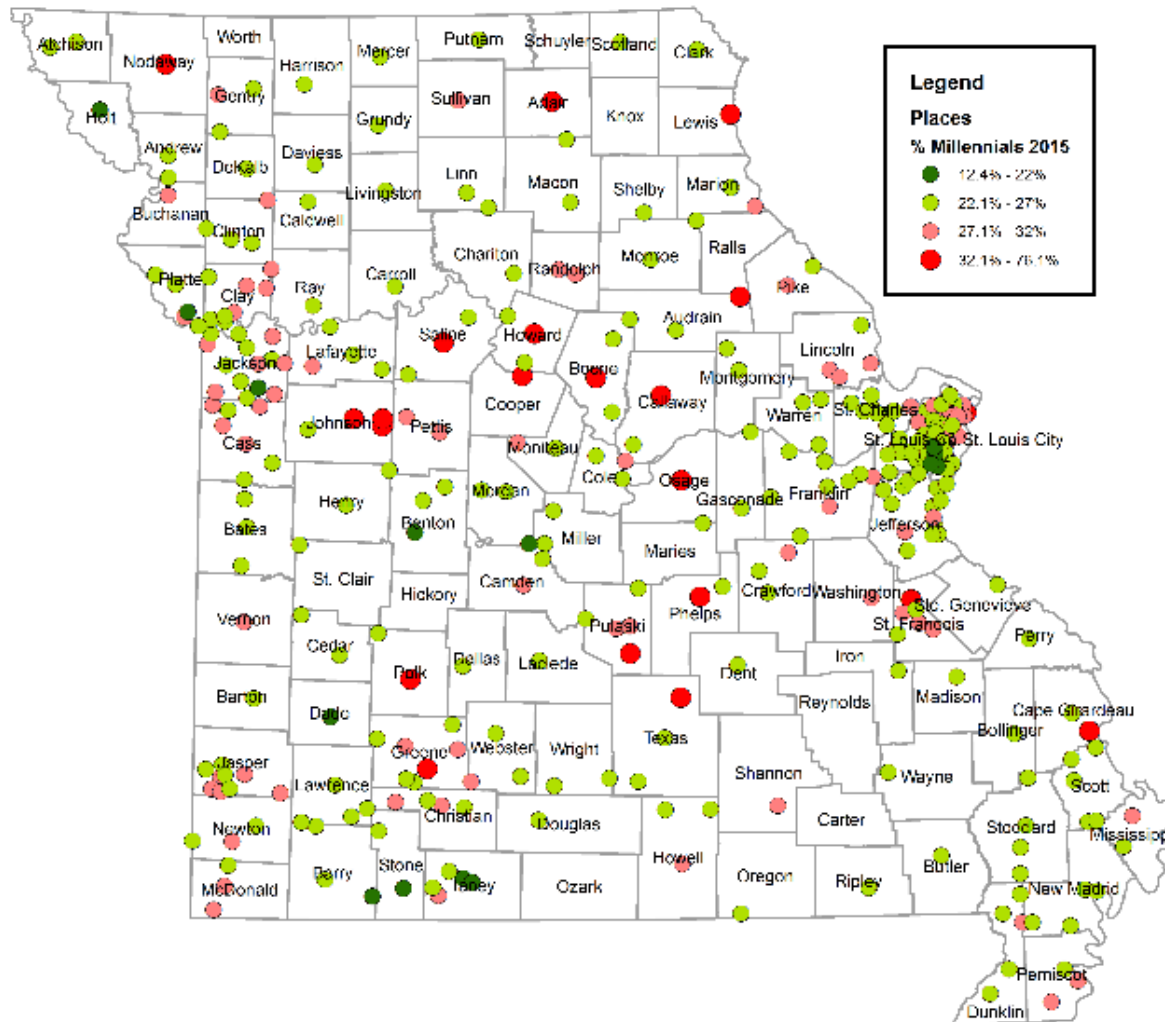 Atchison
Nodaway
Worth
Harrison
Mercer
Putnam
Schuyler
Scotland
Clark
Holt
Gentry
Sullivan
Adair
Knox
Lewis
Andrew
DeKalb
Daviess
Grundy
Linn
Macon
Shelby
Marion
Buchanan
Clinton
Caldwell
Livingston
Chariton
Randolph
Monroe
Ralls
Pike
Platte
Clay
Ray
Carroll
Saline
Howard
Boone
Audrain
Lincoln
Jackson
Lafayette
Johnson
Pettis
Cooper
Callaway
Montgomery
Warren
St. Charles
St. Louis Co.
St. Louis City
Cass
Moniteau
Cole
Osage
Gasconade
Franklin
Jefferson
Bates
Henry
Benton
Morgan
Miller
Maries
St. Clair
Hickory
Camden
Pulaski
Phelps
Crawford
Washington
Ste. Genevieve
St. Francois
Perry
Vernon
Cedar
Polk
Dallas
Laclede
Dent
Iron
Reynolds
Madison
Cape Girardeau
Bollinger
Barton
Dade
Greene
Webster
Wright
Texas
Shannon
Wayne
Scott
Jasper
Lawrence
Christian
Douglas
Carter
Stoddard
Mississippi
Newton
Barry
Stone
Taney
Ozark
Howell
Oregon
Ripley
Butler
New Madrid
McDonald
Pemiscot
Dunklin
Legend
Places
% Millennials 2015
12.4% - 22%
22.1% - 27%
27.1% - 32%
32.1% - 76.1%